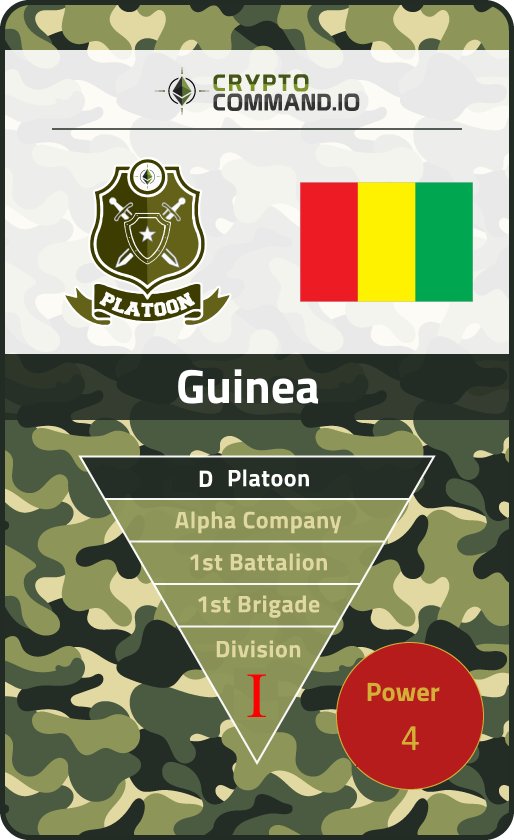 CRYPTO
COMMAND.IO
PLATOON
Guinea
D Platoon
Alpha Company
1st Battalion
1st Brigade
Division
I
Power
4